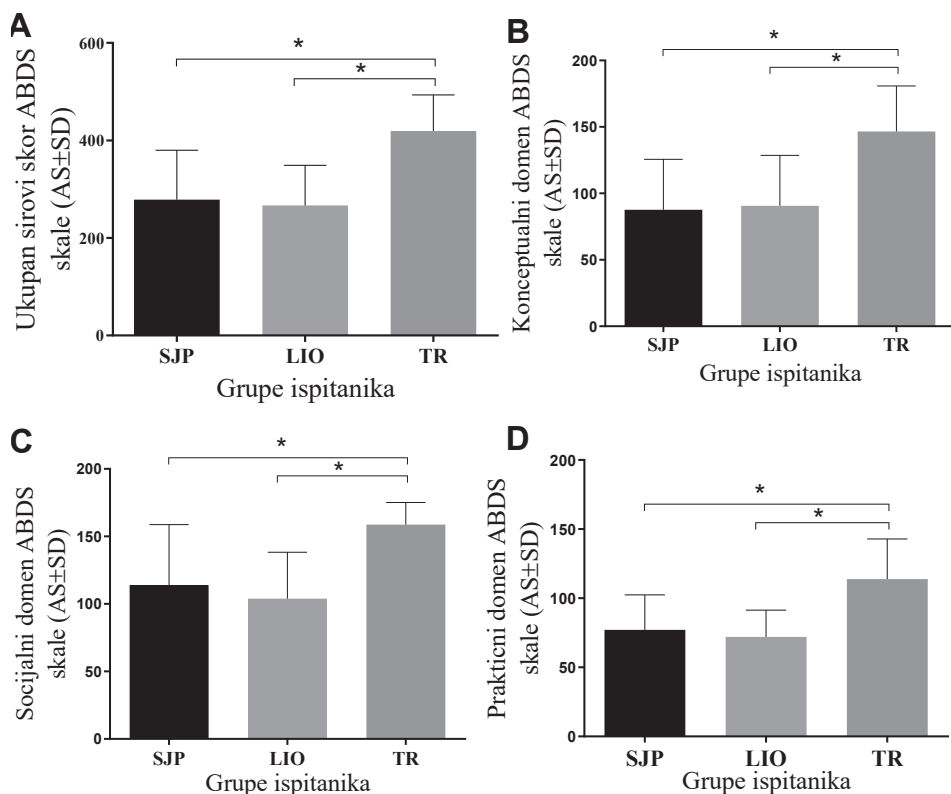 A
Ukupan sirovi skor ABDS
skale (AS±SD)
600
400
200
0
*
*
SJP LIO TR
Grupe ispitanika
B
Konceptualni domen ABDS
skale (AS±SD)
200
150
100
50
0
*
*
SJP LIO TR
Grupe ispitanika
C
Socijalni domen ABDS
skale (AS±SD)
200
150
100
50
0
*
*
SJP LIO TR
Grupe ispitanika
D
Prakticni domen ABDS
skale (AS±SD)
200
150
100
50
0
*
*
SJP LIO TR
Grupe ispitanika